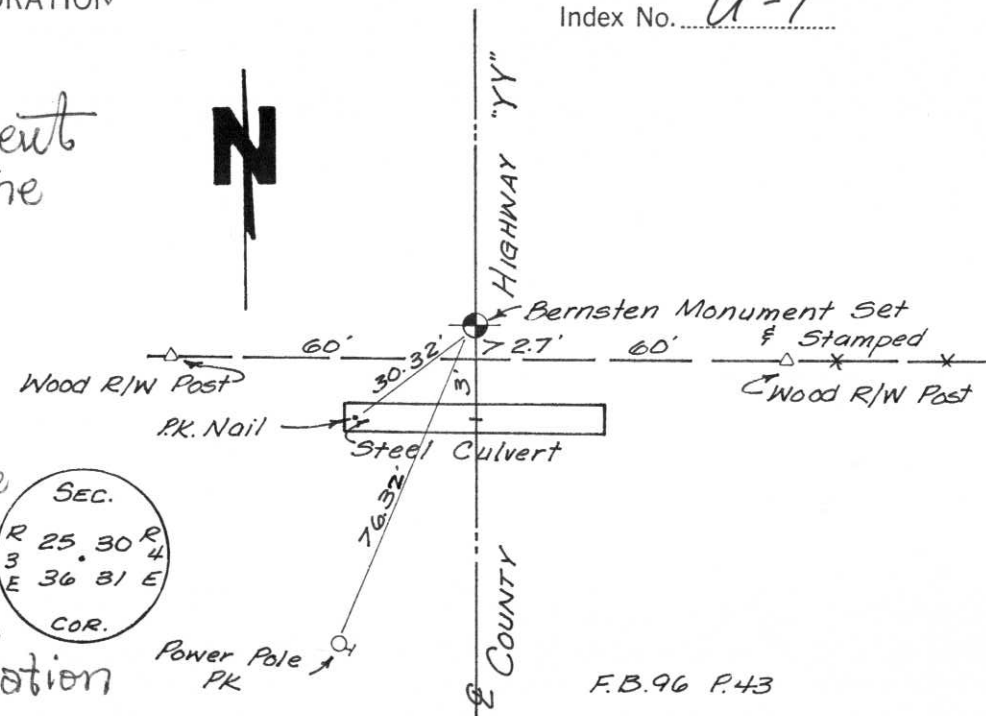 Index No. U-1
N
HIGHWAY "YY"
Bernsten Monument Set
& Stamped
60'
30.32'
> 2.7'
60'
Wood R/W Post
Wood R/W Post
3'
P.K. Nail
Steel Culvert
76.32'
SEC.
R 25 30 R
3 4
E 36 31 E
COR.
Power Pole
PK
℄ COUNTY
F.B.96 P.43